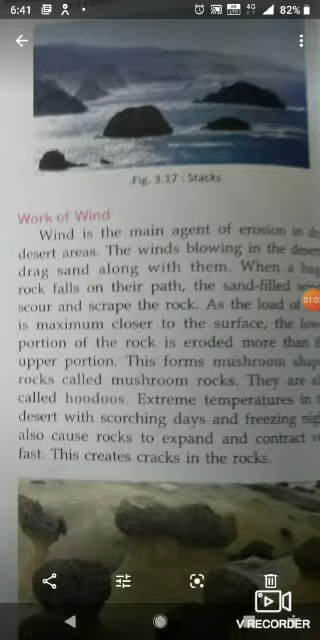 6:41
4G
82%
Fig. 3.17 : Stacks
Work of Wind
Wind is the main agent of erosion in
desert areas. The winds blowing in the
drag sand along with them. When a
rock falls on their path, the sand-filled
scour and scrape the rock. As the load of
is maximum closer to the surface, the
portion of the rock is eroded more than
upper portion. This forms mushroom
rocks called mushroom rocks. They are
called hoodoos. Extreme temperatures in
desert with scorching days and freezing
also cause rocks to expand and contract
fast. This creates cracks in the rocks.
V RECORDER